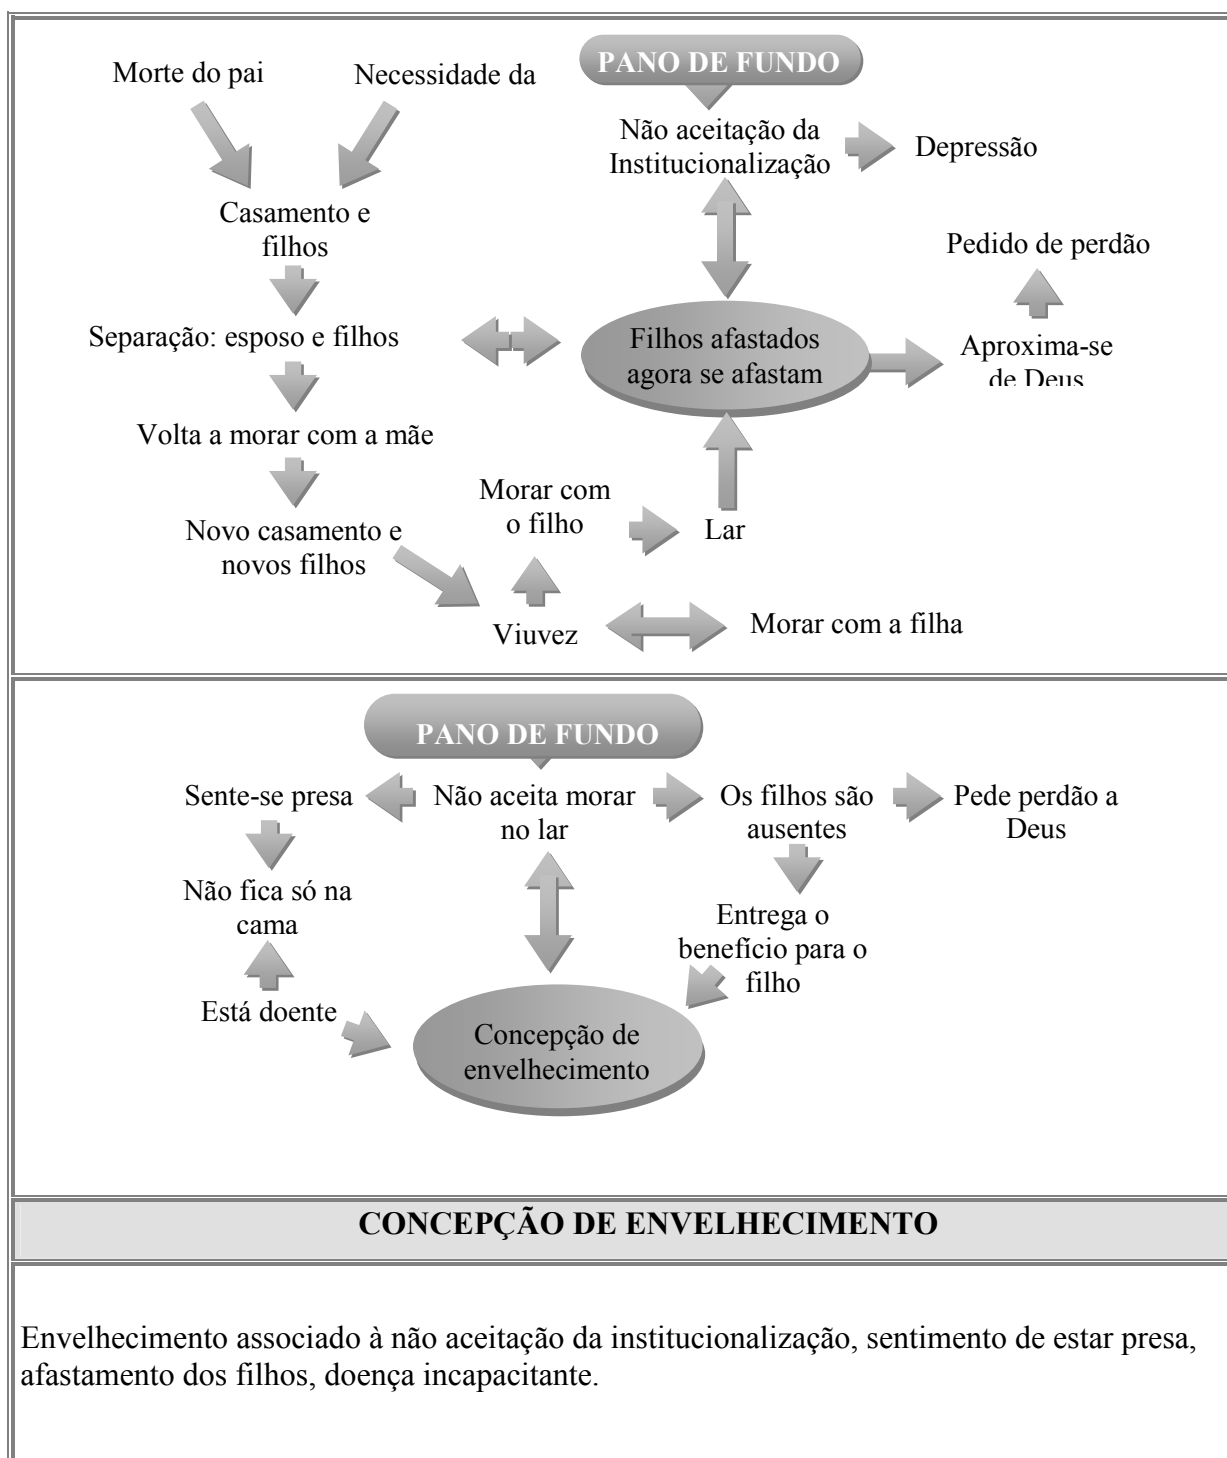 Morte do pai
Necessidade da
PANO DE FUNDO
Não aceitação da
Institucionalização
Depressão
Casamento e
filhos
Pedido de perdão
Separação: esposo e filhos
Filhos afastados
agora se afastam
Aproxima-se
de Deus
Volta a morar com a mãe
Morar com
o filho
Lar
Novo casamento e
novos filhos
Viuvez
Morar com a filha
PANO DE FUNDO
Sente-se presa
Não aceita morar
no lar
Os filhos são
ausentes
Pede perdão a
Deus
Não fica só na
cama
Entrega o
benefício para o
filho
Está doente
Concepção de
envelhecimento
CONCEPÇÃO DE ENVELHECIMENTO
Envelhecimento associado à não aceitação da institucionalização, sentimento de estar presa,
afastamento dos filhos, doença incapacitante.